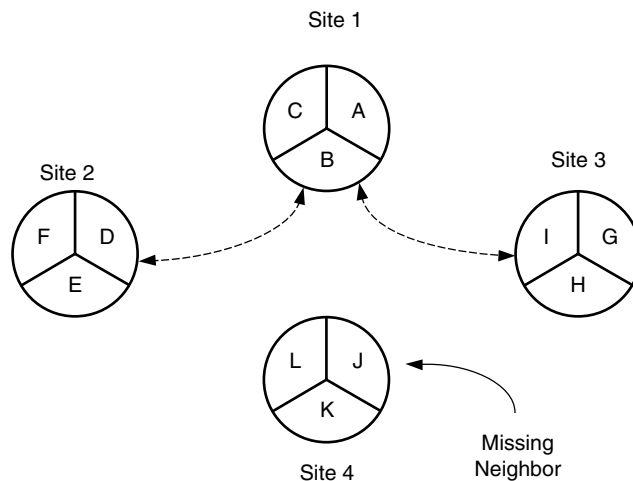 Site 1
C
A
B
Site 2
F
D
E
Site 3
I
G
H
L
J
K
Site 4
Missing
Neighbor